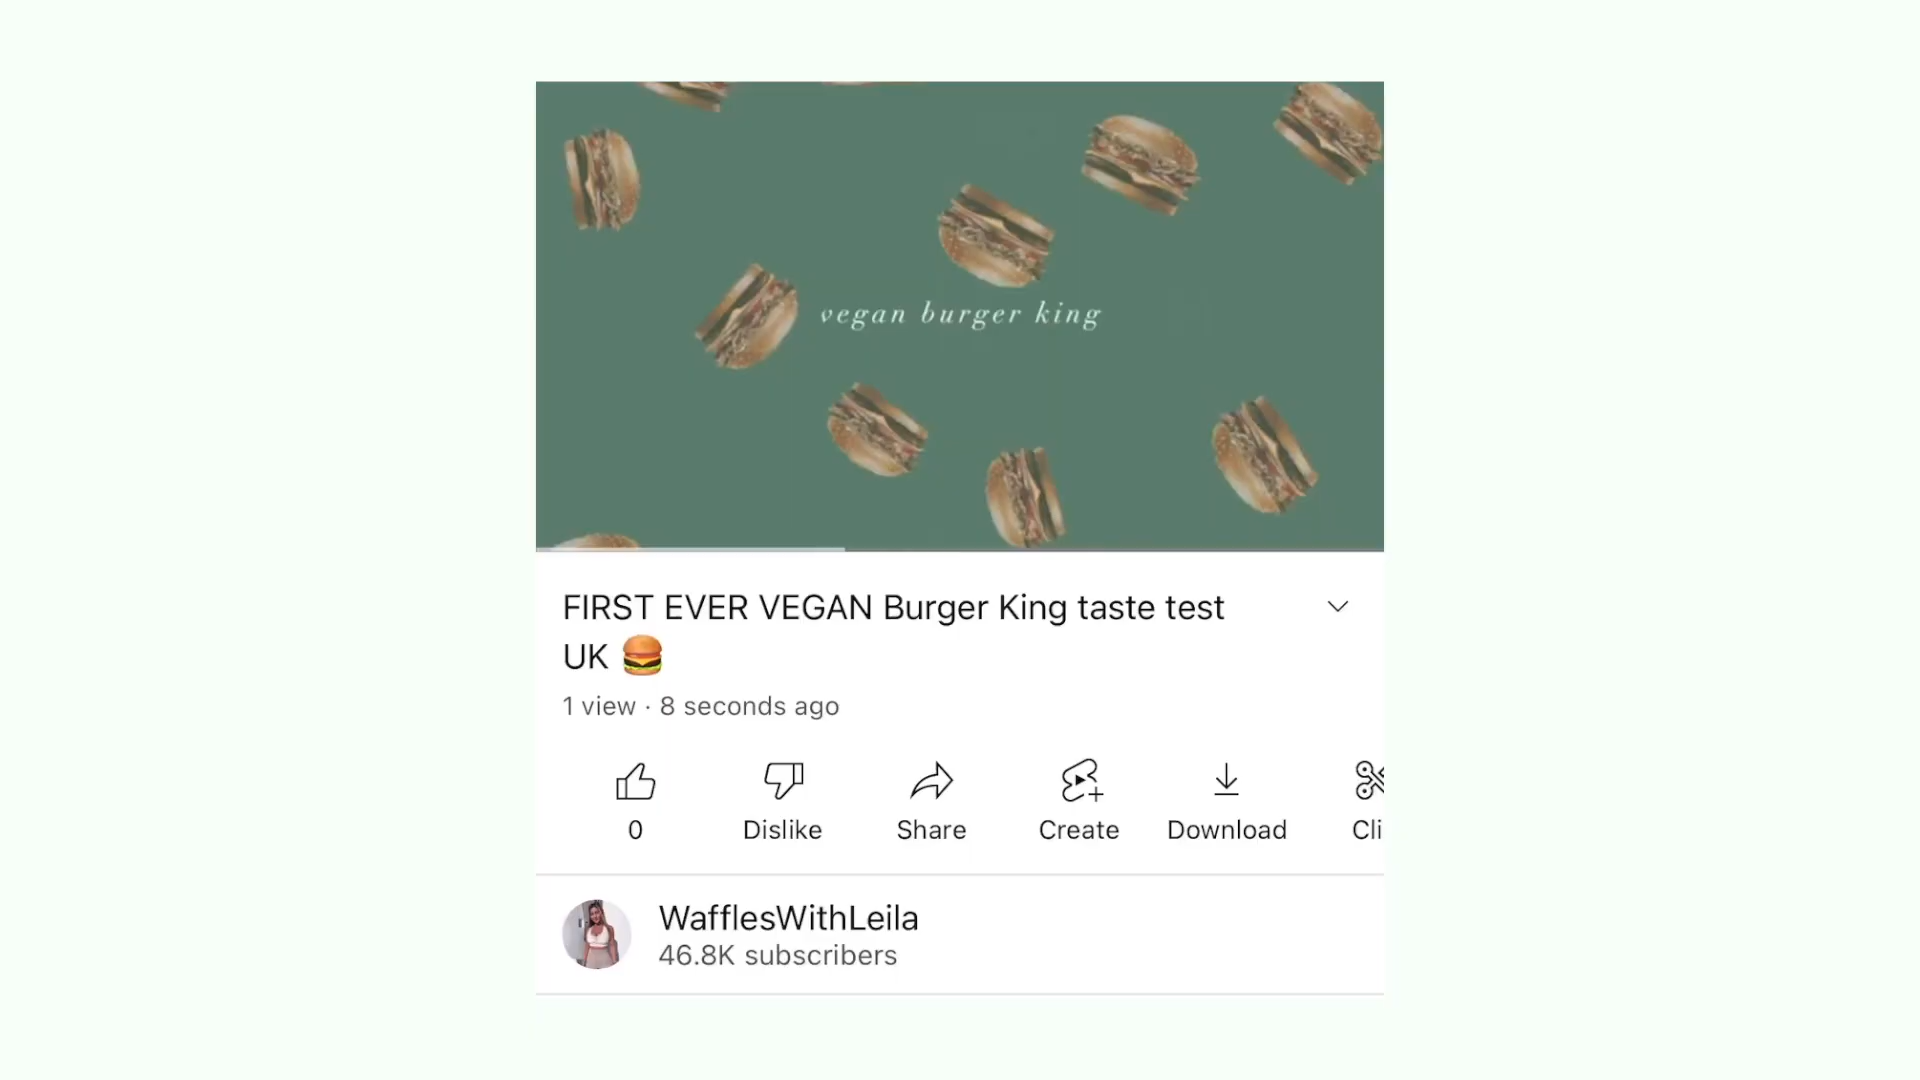 vegan burger king
FIRST EVER VEGAN Burger King taste test
UK 🍔
1 view · 8 seconds ago
0
Dislike
Share
Create
Download
Cli
WafflesWithLeila
46.8K subscribers